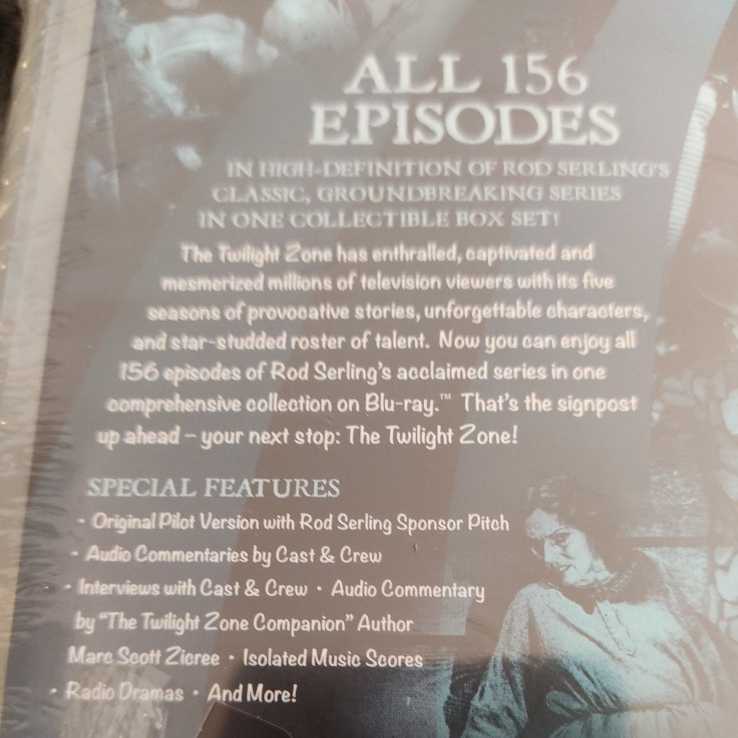 ALL 156
EPISODES
IN HIGH-DEFINITION OF ROD SERLING'S
CLASSIC, GROUNDBREAKING SERIES
IN ONE COLLECTIBLE BOX SET!
The Twilight Zone has enthralled, captivated and
mesmerized millions of television viewers with its five
seasons of provocative stories, unforgettable characters,
and star-studded roster of talent. Now you can enjoy all
156 episodes of Rod Serling's acclaimed series in one
comprehensive collection on Blu-ray.™ That's the signpost
up ahead – your next stop: The Twilight Zone!
SPECIAL FEATURES
• Original Pilot Version with Rod Serling Sponsor Pitch
• Audio Commentaries by Cast & Crew
• Interviews with Cast & Crew • Audio Commentary
by "The Twilight Zone Companion" Author
Marc Scott Zicree • Isolated Music Scores
• Radio Dramas • And More!